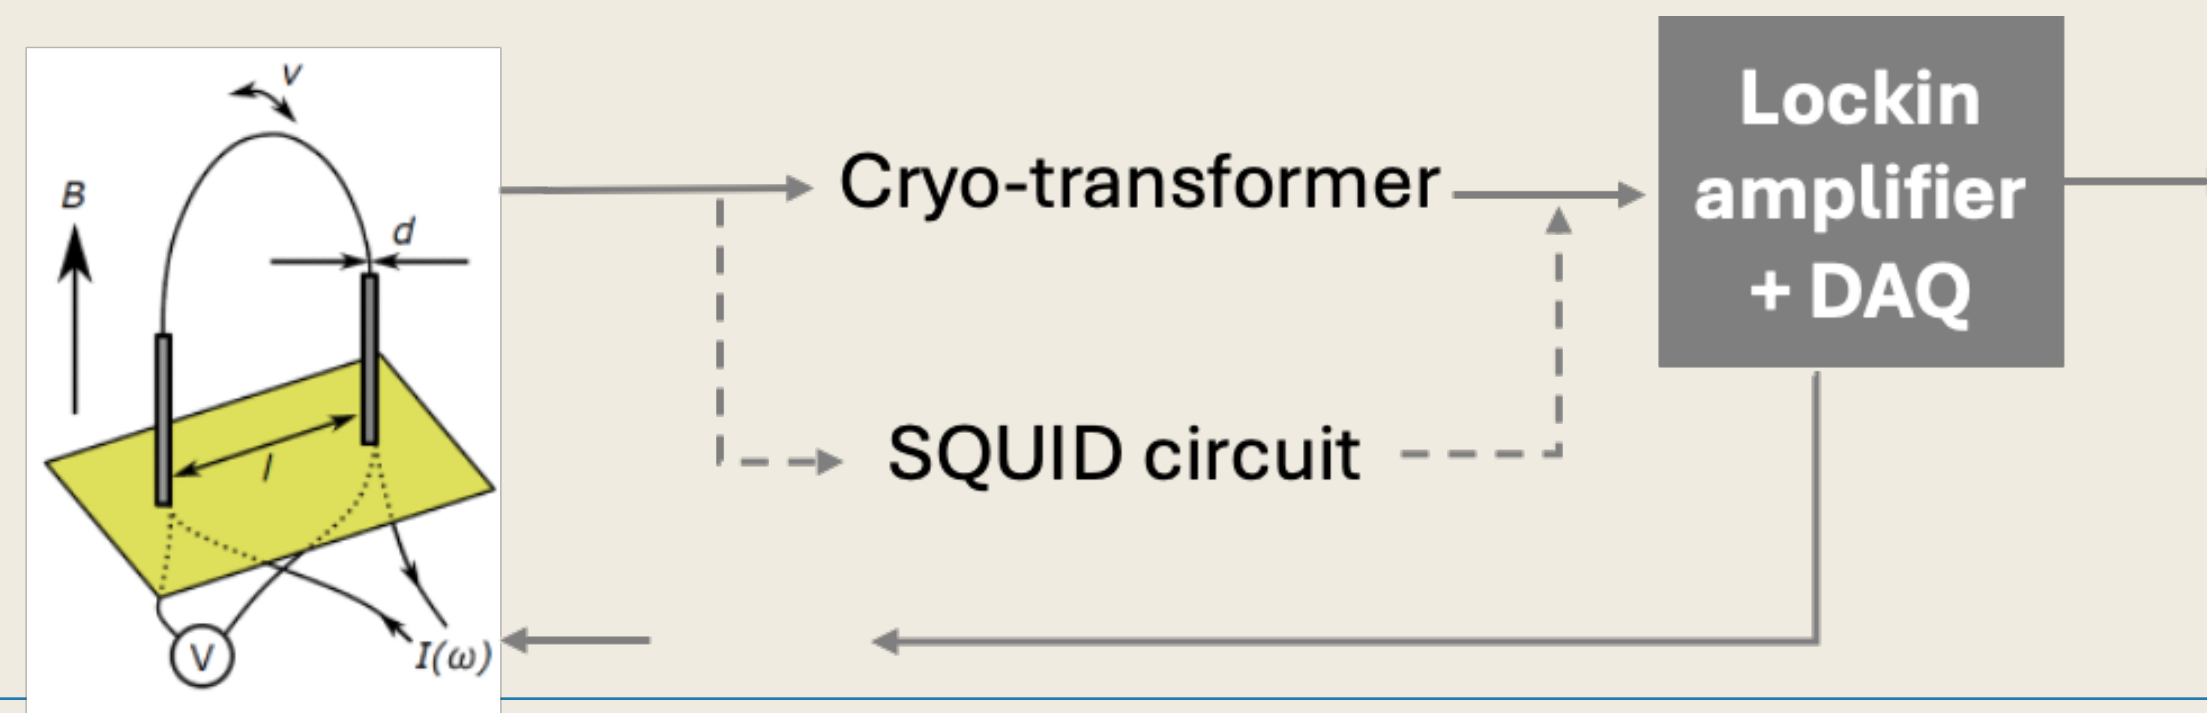 v
B
d
l
V
I(ω)
Cryo-transformer
SQUID circuit
Lockin
amplifier
+ DAQ